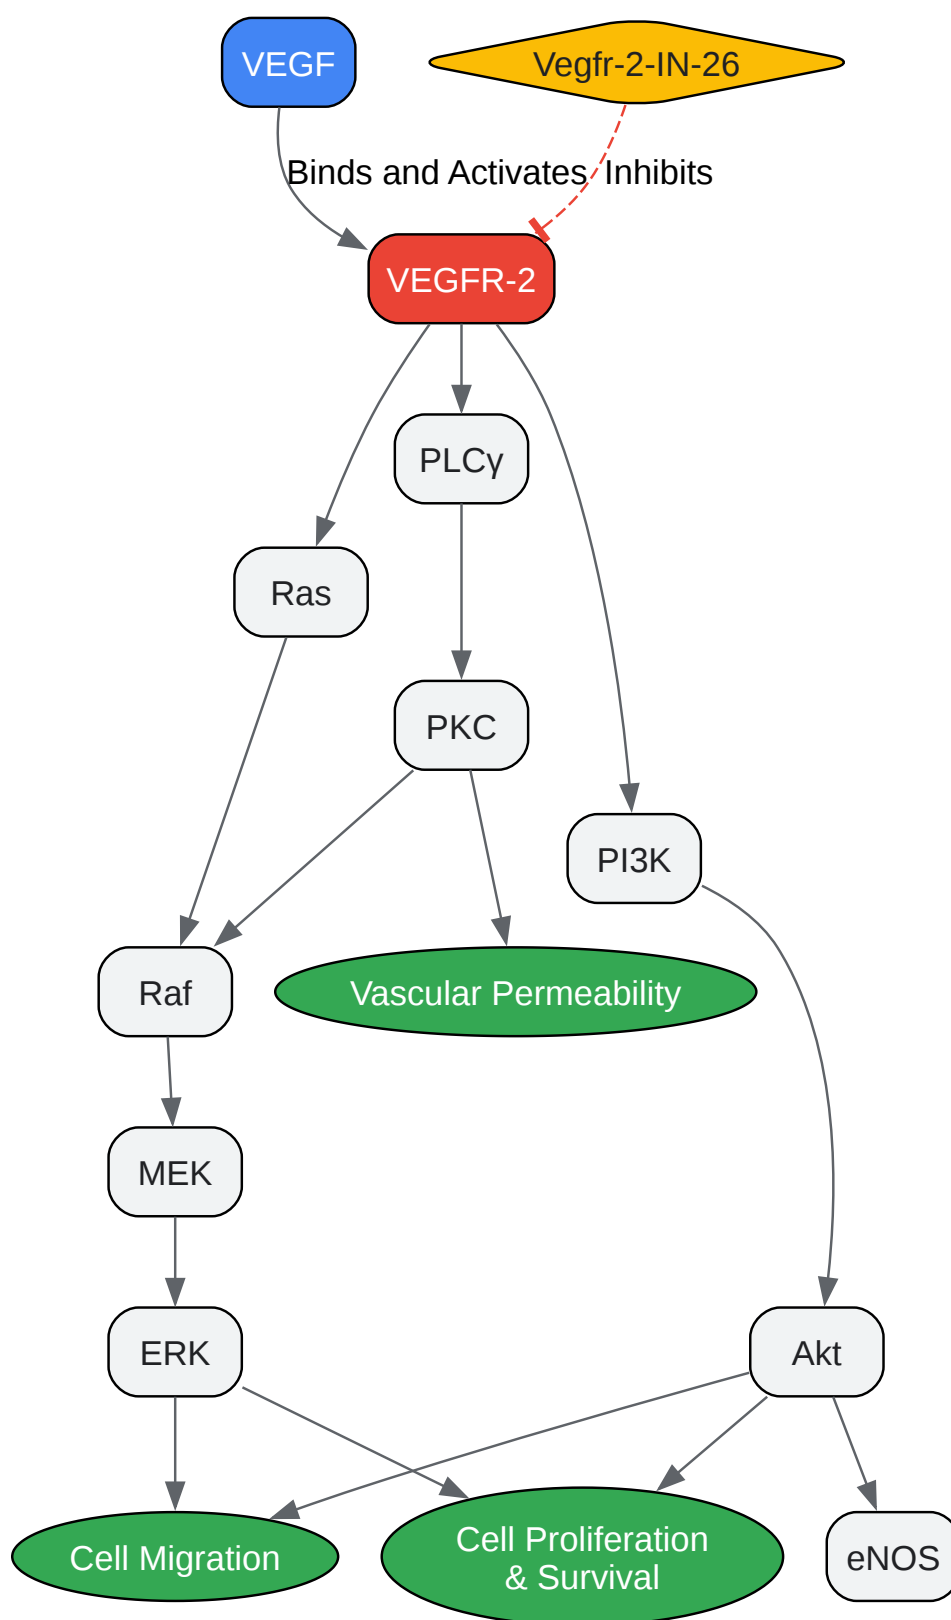 VEGF
Vegfr-2-IN-26
Binds and Activates
Inhibits
VEGFR-2
PLCγ
Ras
PKC
PI3K
Raf
Vascular Permeability
MEK
ERK
Akt
Cell Migration
Cell Proliferation
& Survival
eNOS